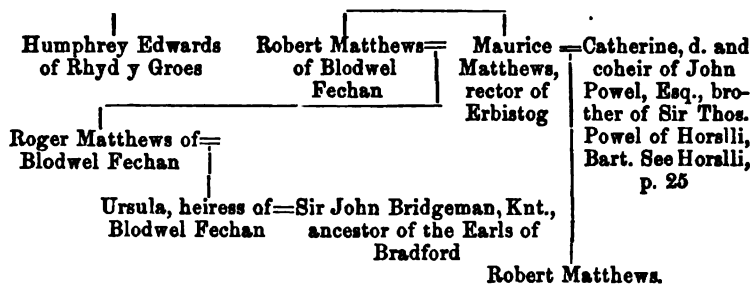 Humphrey Edwards
of Rhyd y Groes
Robert Matthews=
of Blodwel
Fechan
Maurice
Matthews,
rector of
Erbistog
=Catherine, d. and
coheir of John
Powel, Esq., bro-
ther of Sir Thos.
Powel of Horslli,
Bart. See Horslli,
p. 25
Roger Matthews of=
Blodwel Fechan
Ursula, heiress of=Sir John Bridgeman, Knt.,
Blodwel Fechan
ancestor of the Earls of
Bradford
Robert Matthews.